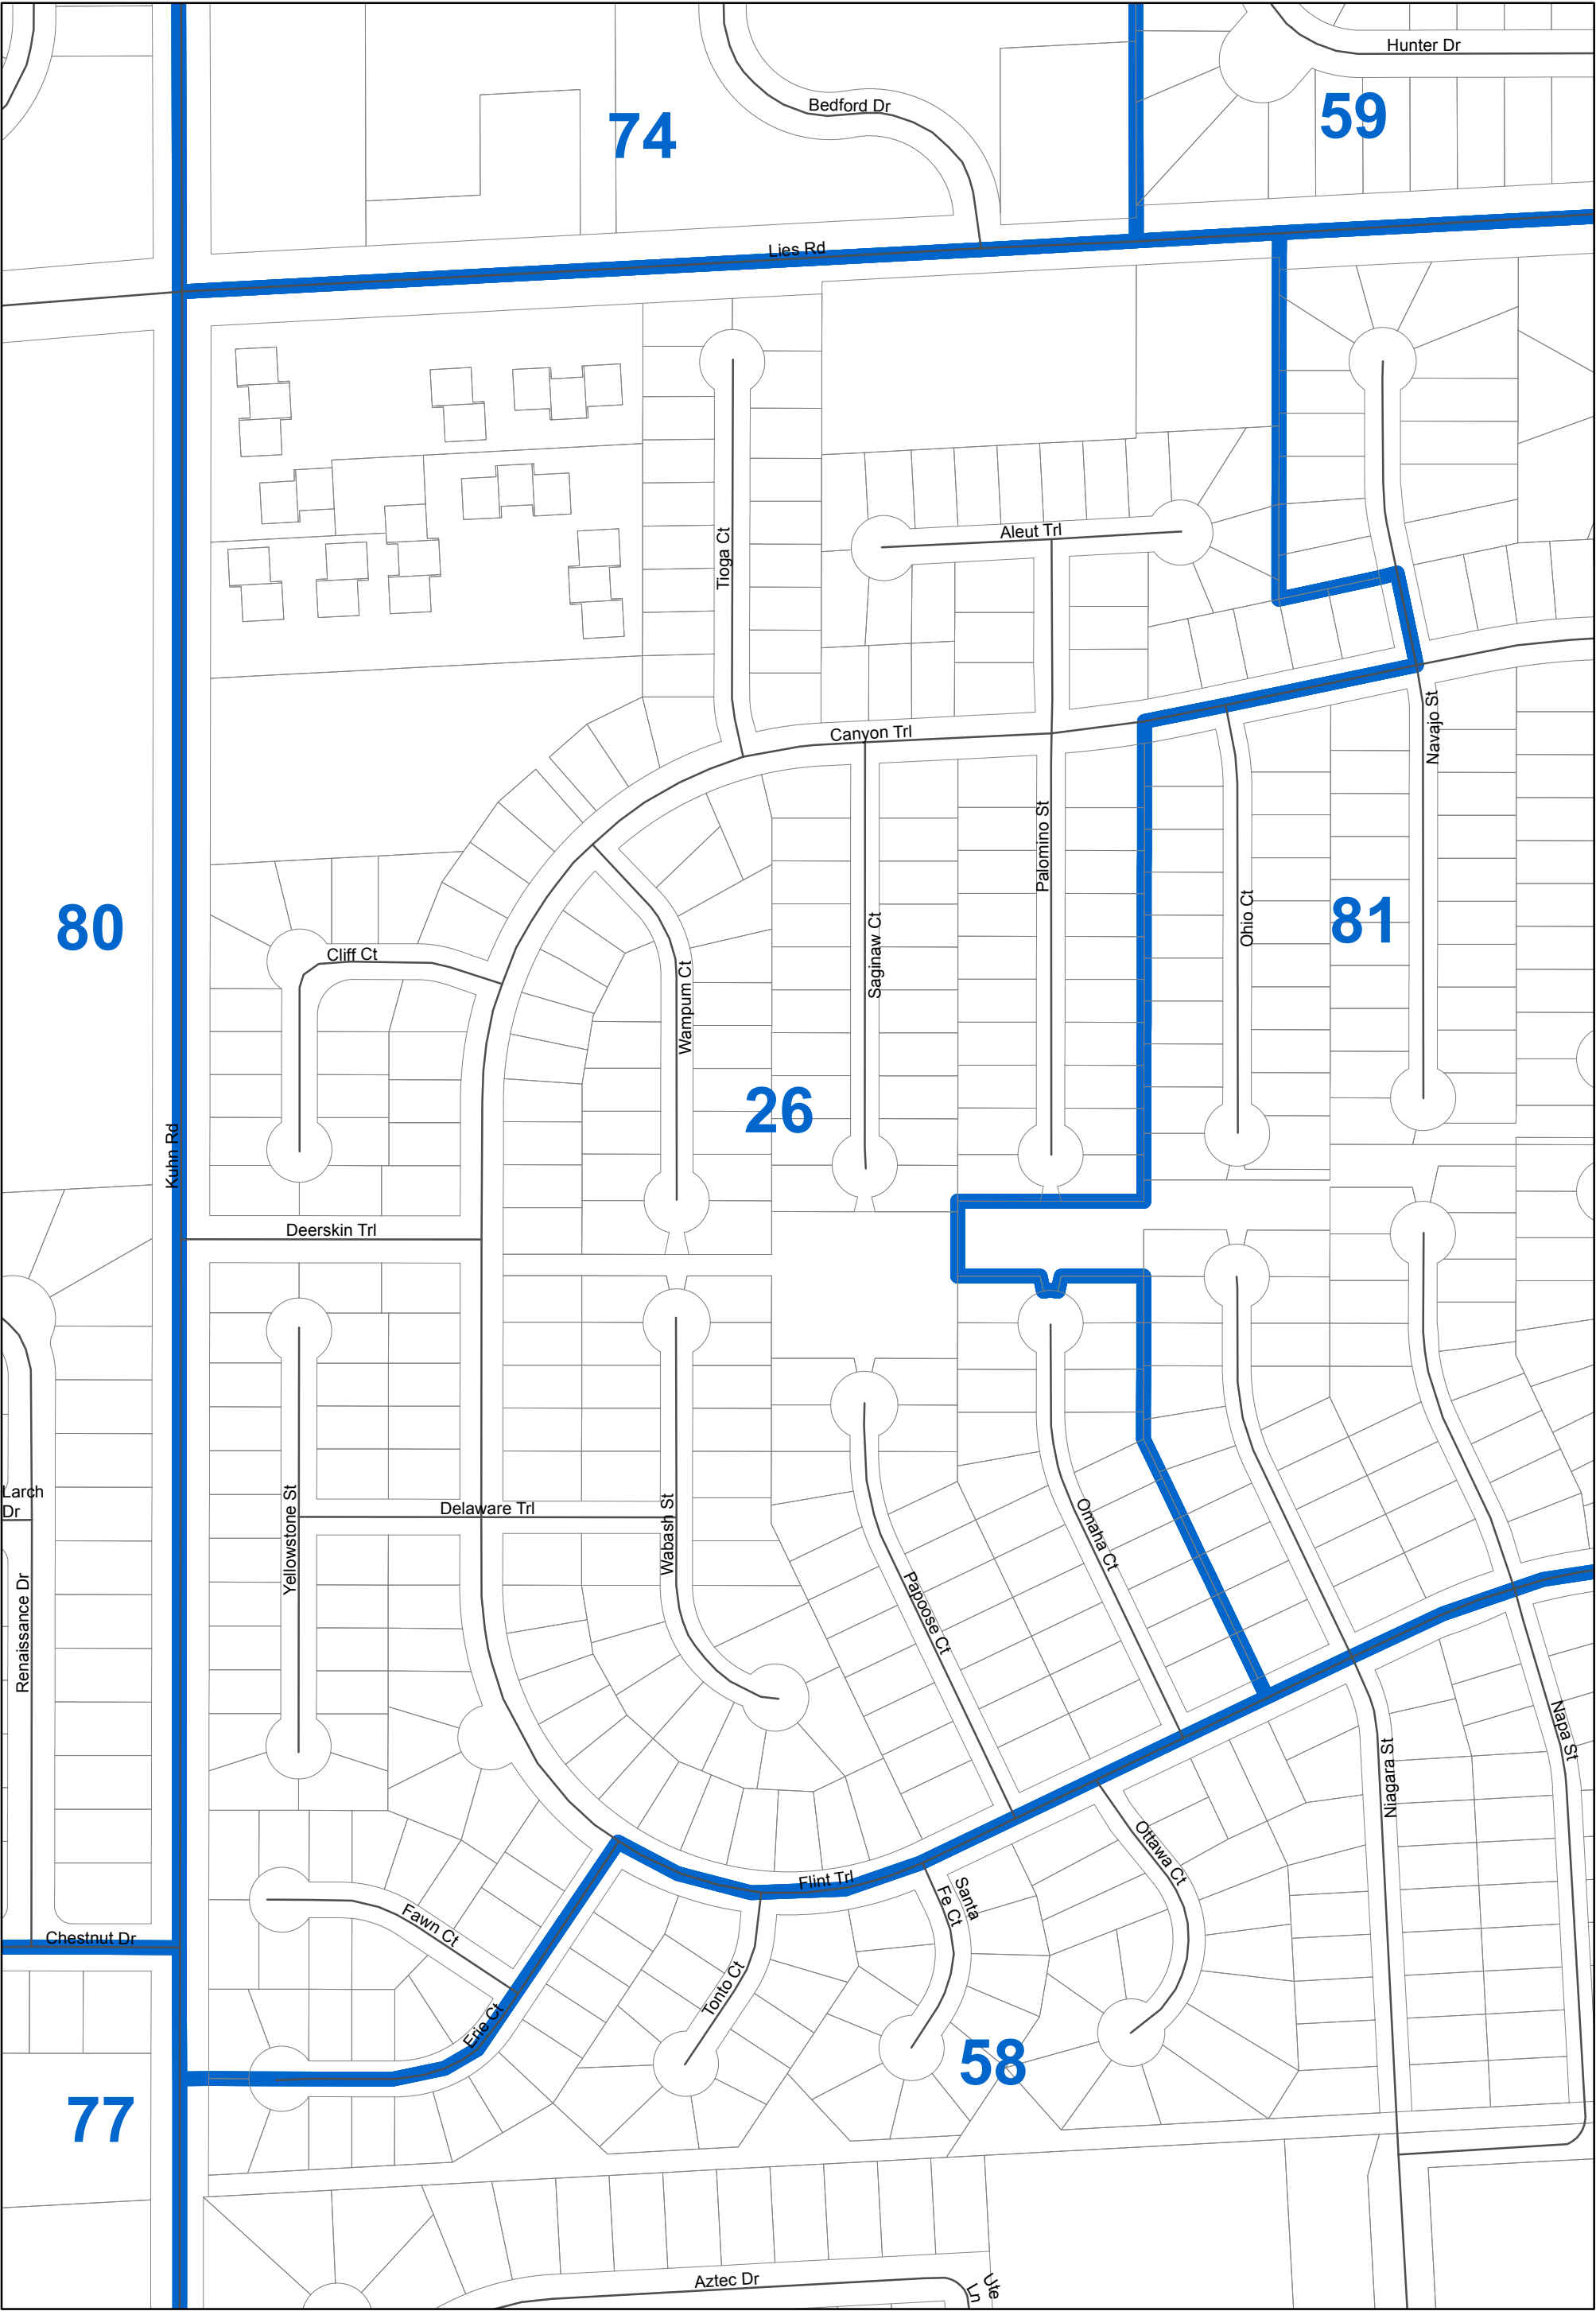 Hunter Dr
Bedford Dr
59
74
Lies Rd
Aleut Trl
Tioga Ct
Navajo St
Canyon Trl
Palomino St
80
81
Ohio Ct
Cliff Ct
Saginaw Ct
Wampum Ct
26
Kuhn Rd
Deerskin Trl
Larch
Dr
Delaware Trl
Yellowstone St
Wabash St
Omaha Ct
Papoose Ct
Renaissance Dr
Napa St
Niagara St
Ottawa Ct
Flint Trl
Santa
Fe Ct
Fawn Ct
Chestnut Dr
Tonto Ct
Erie Ct
58
77
Aztec Dr
Ute
Ln